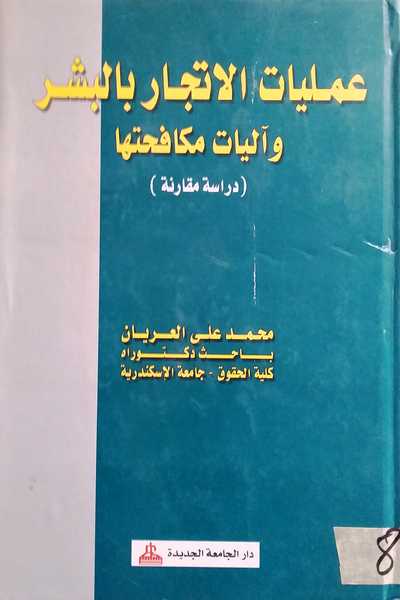 عمليات الاتجار بالبشر
وآليات مكافحتها
(دراسة مقارنة)
محمد على العريان
باحث دكتوراه
كلية الحقوق - جامعة الإسكندرية
دار الجامعة الجديدة
8